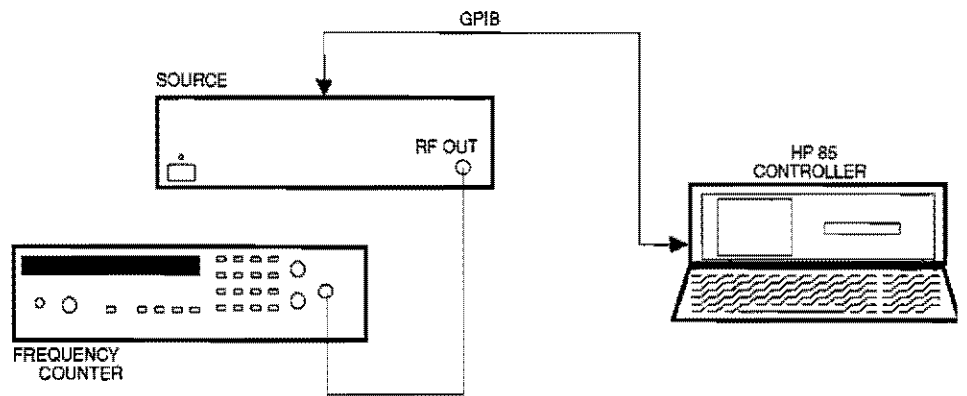 GPIB
SOURCE
RF OUT
HP 85
CONTROLLER
FREQUENCY
COUNTER